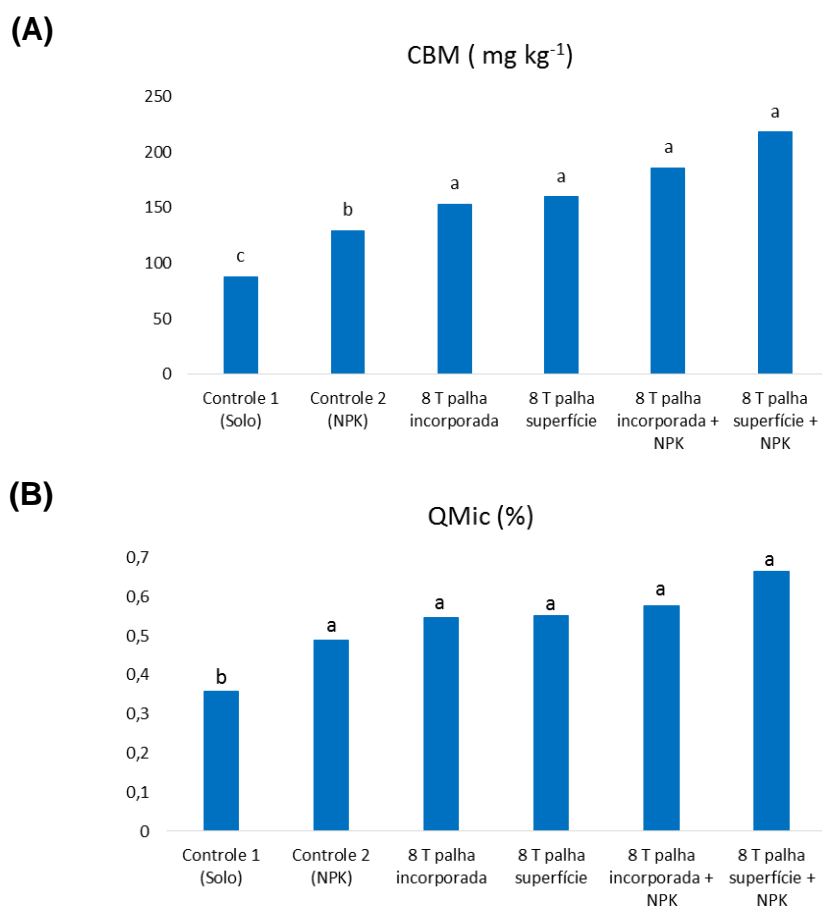 (A)
CBM ( mg kg⁻¹)
250
200
150
100
50
0
c
b
a
a
a
a
Controle 1 (Solo)
Controle 2 (NPK)
8 T palha incorporada
8 T palha superfície
8 T palha incorporada + NPK
8 T palha superfície + NPK
(B)
QMic (%)
0,7
0,6
0,5
0,4
0,3
0,2
0,1
0
b
a
a
a
a
a
Controle 1 (Solo)
Controle 2 (NPK)
8 T palha incorporada
8 T palha superfície
8 T palha incorporada + NPK
8 T palha superfície + NPK